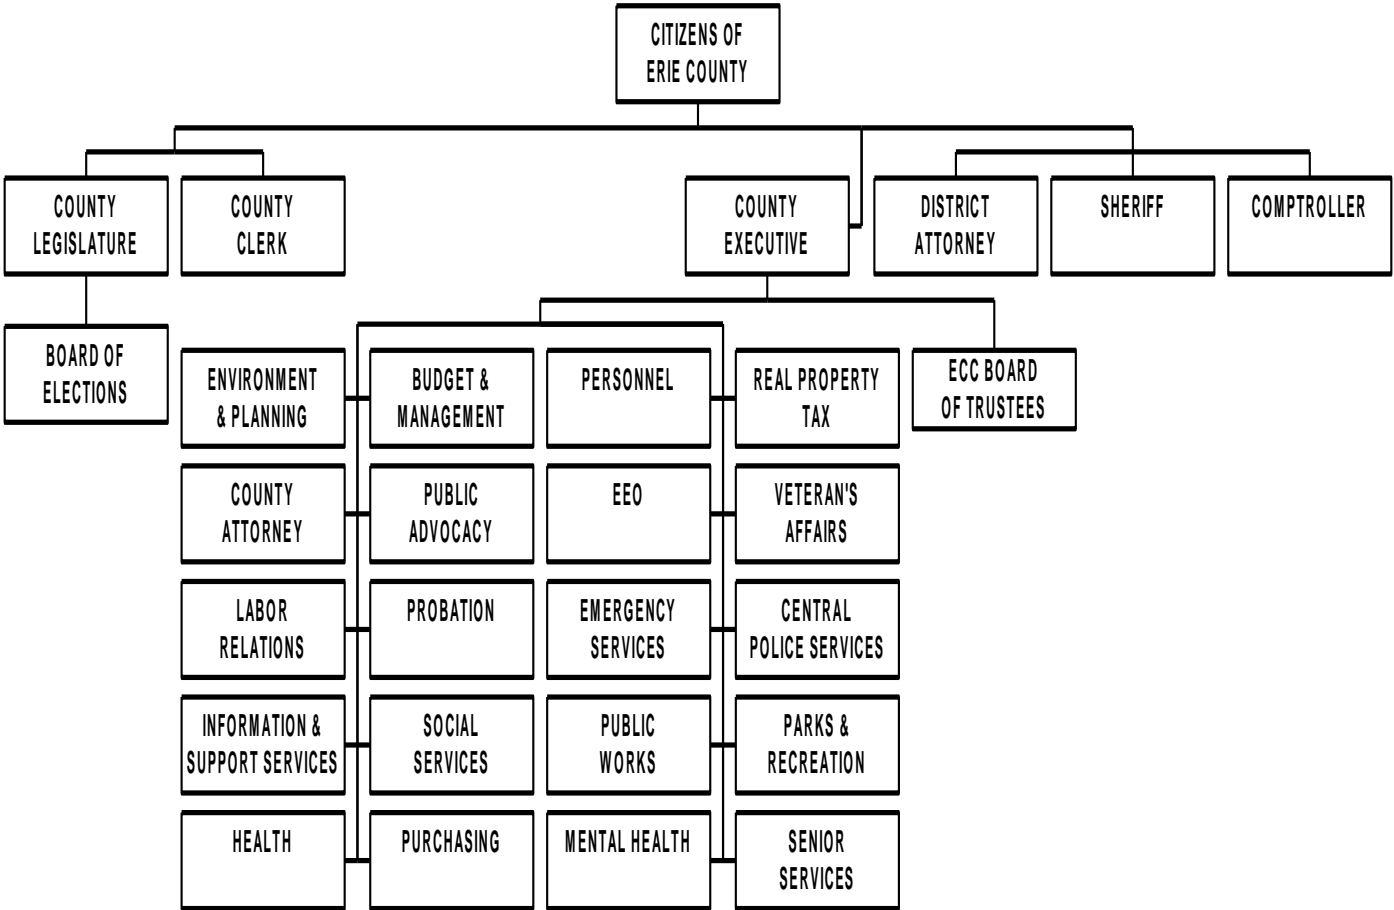 CITIZENS OF
ERIE COUNTY
COUNTY
LEGISLATURE
COUNTY
CLERK
COUNTY
EXECUTIVE
DISTRICT
ATTORNEY
SHERIFF
COMPTROLLER
BOARD OF
ELECTIONS
ENVIRONMENT
& PLANNING
BUDGET &
MANAGEMENT
PERSONNEL
REAL PROPERTY
TAX
ECC BOARD
OF TRUSTEES
COUNTY
ATTORNEY
PUBLIC
ADVOCACY
EEO
VETERAN'S
AFFAIRS
LABOR
RELATIONS
PROBATION
EMERGENCY
SERVICES
CENTRAL
POLICE SERVICES
INFORMATION &
SUPPORT SERVICES
SOCIAL
SERVICES
PUBLIC
WORKS
PARKS &
RECREATION
HEALTH
PURCHASING
MENTAL HEALTH
SENIOR
SERVICES